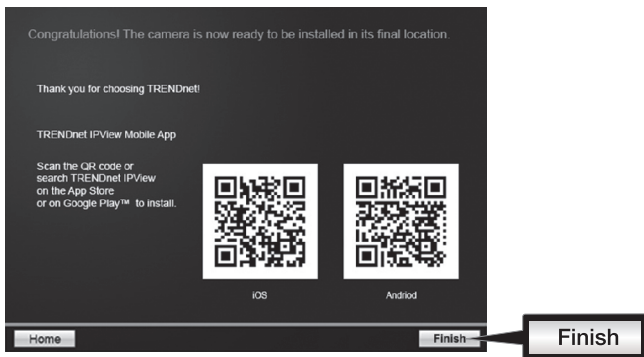 Congratulations! The camera is now ready to be installed in its final location.
Thank you for choosing TRENDnet!
TRENDnet IPView Mobile App
Scan the QR code or
search TRENDnet IPView
on the App Store
or on Google Play™ to install.
iOS
Andriod
Home
Finish
Finish